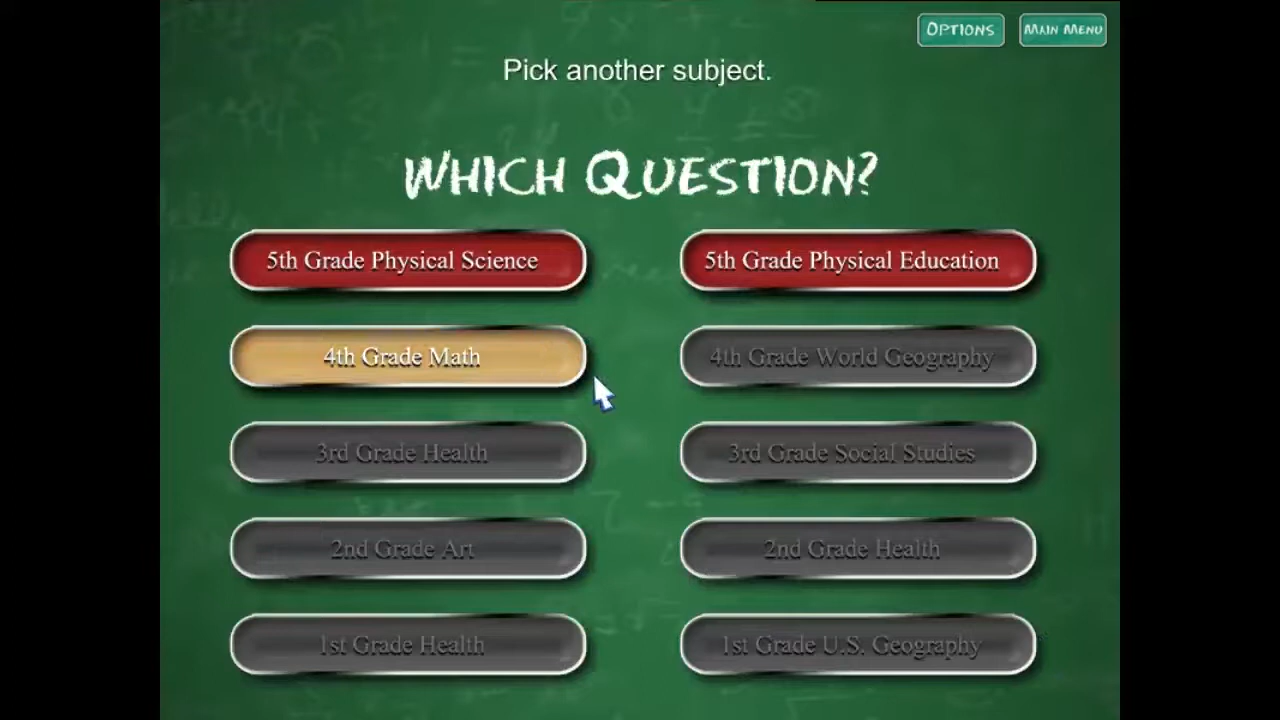 OPTIONS
MAIN MENU
Pick another subject.
WHICH QUESTION?
5th Grade Physical Science
5th Grade Physical Education
4th Grade Math
4th Grade World Geography
3rd Grade Health
3rd Grade Social Studies
2nd Grade Art
2nd Grade Health
1st Grade Health
1st Grade U.S. Geography